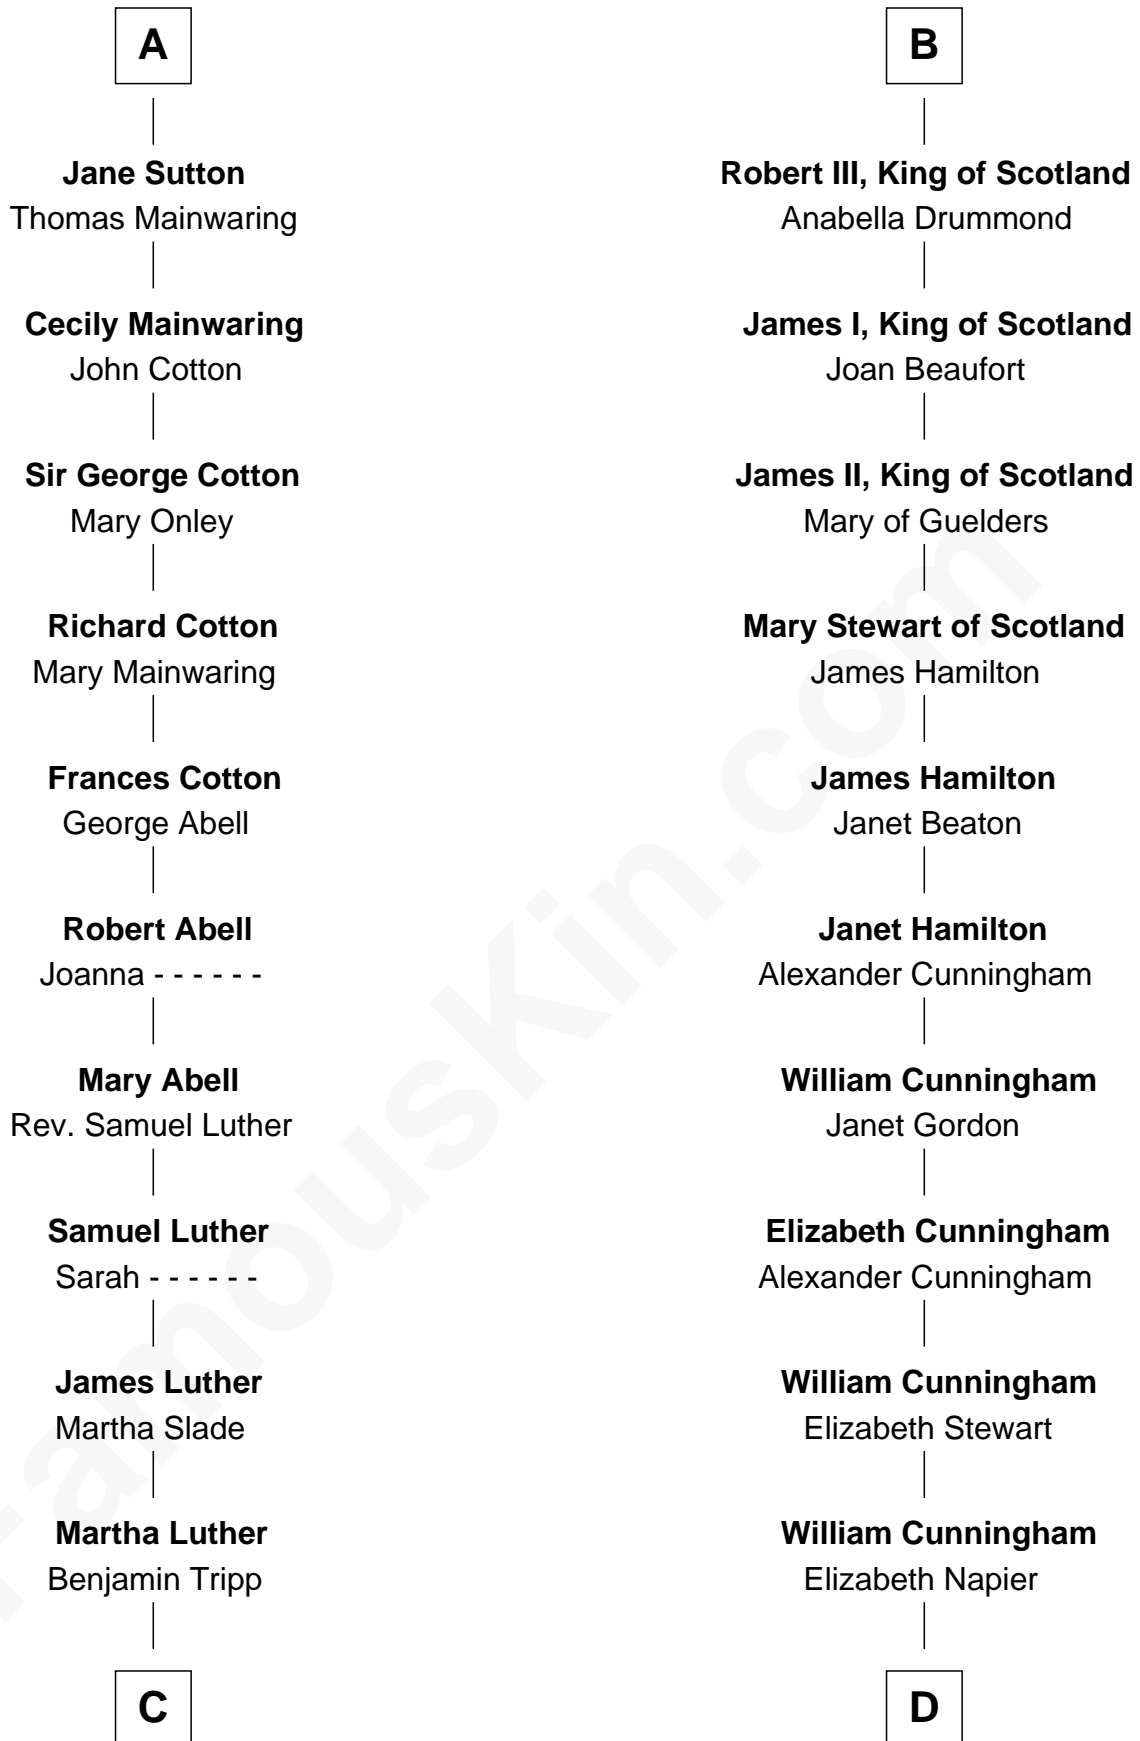 A
Jane Sutton
Thomas Mainwaring
Cecily Mainwaring
John Cotton
Sir George Cotton
Mary Onley
Richard Cotton
Mary Mainwaring
Frances Cotton
George Abell
Robert Abell
Joanna - - - - - -
Mary Abell
Rev. Samuel Luther
Samuel Luther
Sarah - - - - - -
James Luther
Martha Slade
Martha Luther
Benjamin Tripp
C
B
Robert III, King of Scotland
Anabella Drummond
James I, King of Scotland
Joan Beaufort
James II, King of Scotland
Mary of Guelders
Mary Stewart of Scotland
James Hamilton
James Hamilton
Janet Beaton
Janet Hamilton
Alexander Cunningham
William Cunningham
Janet Gordon
Elizabeth Cunningham
Alexander Cunningham
William Cunningham
Elizabeth Stewart
William Cunningham
Elizabeth Napier
D
FamousKin.com